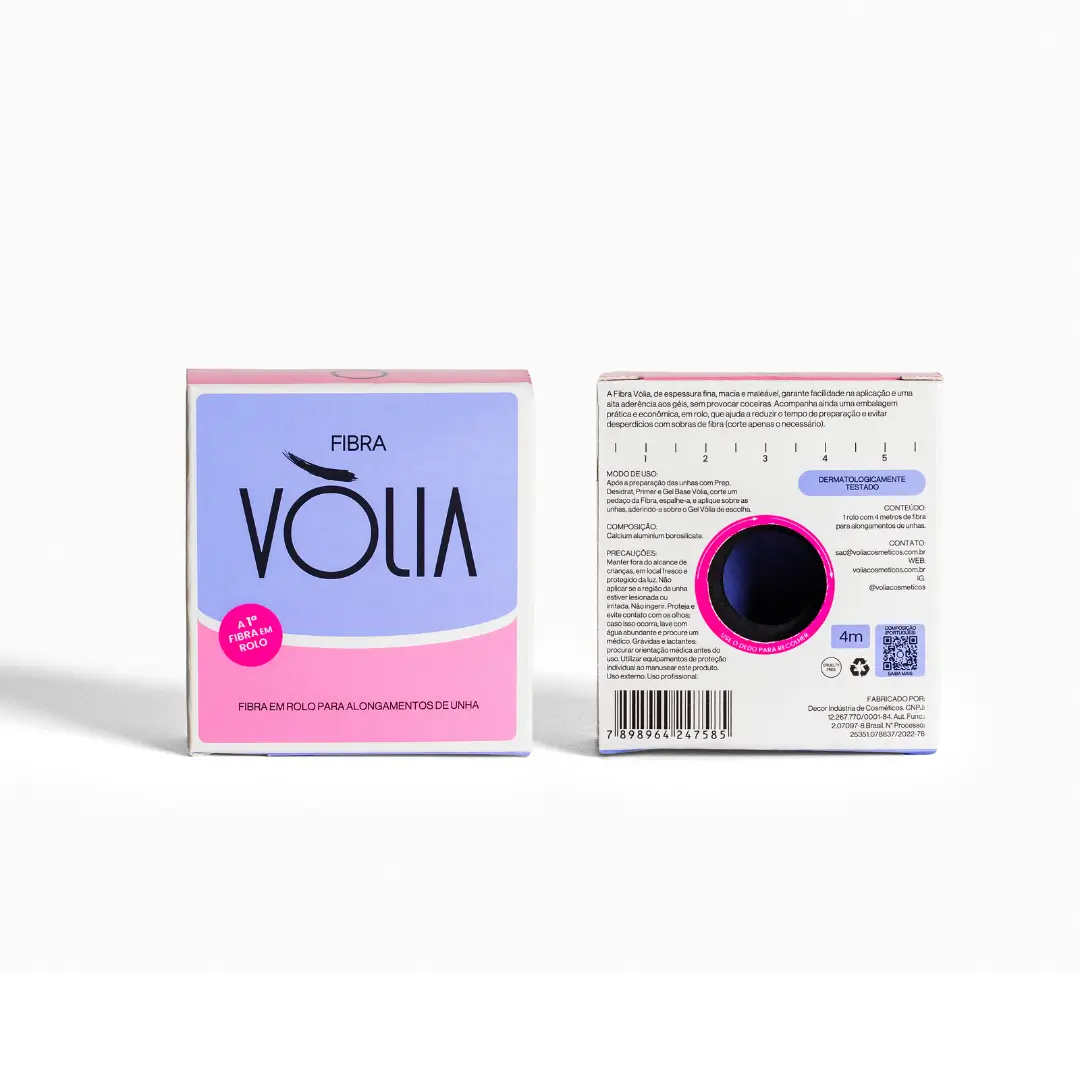 FIBRA
VÒLIA
A 1ª
FIBRA EM
ROLO
FIBRA EM ROLO PARA ALONGAMENTOS DE UNHA
A Fibra Vòlia, de espessura fina, macia e maleável, garante facilidade na aplicação e uma
alta aderência aos géis, sem provocar coceiras. Acompanha ainda uma embalagem
prática e econômica, em rolo, que ajuda a reduzir o tempo de preparação e evitar
desperdícios com sobras de fibra (corte apenas o necessário).
1 2 3 4 5
MODO DE USO:
Após a preparação das unhas com Prep,
Desidrat, Primer e Gel Base Vòlia, corte um
pedaço da Fibra, espalhe-a, e aplique sobre as
unhas, aderindo-a sobre o Gel Vòlia de escolha.
COMPOSIÇÃO:
Calcium aluminium borosilicate.
PRECAUÇÕES:
Manter fora do alcance de
crianças, em local fresco e
protegido da luz. Não
aplicar se a região da unha
estiver lesionada ou
irritada. Não ingerir. Proteja e
evite contato com os olhos;
caso isso ocorra, lave com
água abundante e procure um
médico. Grávidas e lactantes:
procurar orientação médica antes do
uso. Utilizar equipamentos de proteção
individual ao manusear este produto.
Uso externo. Uso profissional.
DERMATOLOGICAMENTE
TESTADO
CONTEÚDO:
1 rolo com 4 metros de fibra
para alongamentos de unhas.
CONTATO:
sac@voliacosmeticos.com.br
WEB:
voliacosmeticos.com.br
IG:
@voliacosmeticos
USE O DEDO PARA RECOLHER
4m
COMPOSIÇÃO
(PORTUGUÊS)
SAIBA MAIS
CRUELTY
FREE
7 898964 247585
FABRICADO POR:
Decor Indústria de Cosméticos. CNPJ:
12.267.770/0001-84. Aut. Func.:
2.07097-8 Brasil. N° Processo:
25351.078637/2022-76